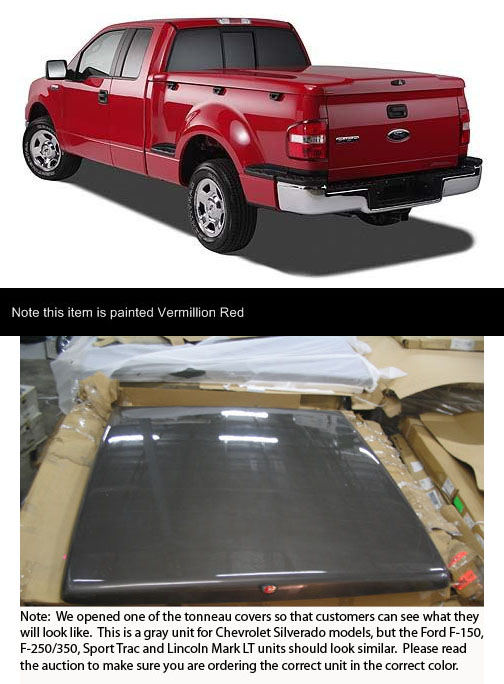 Ford
Note this item is painted Vermillion Red
Note:  We opened one of the tonneau covers so that customers can see what they
will look like.  This is a gray unit for Chevrolet Silverado models, but the Ford F-150,
F-250/350, Sport Trac and Lincoln Mark LT units should look similar.  Please read
the auction to make sure you are ordering the correct unit in the correct color.